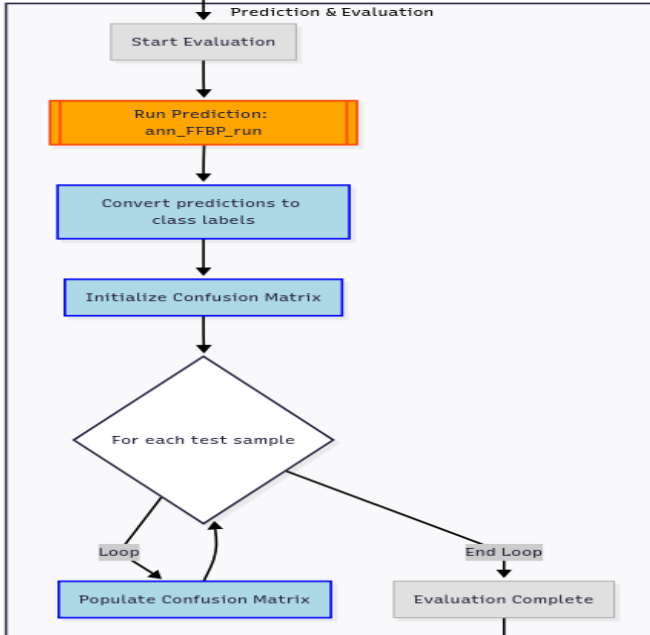 Prediction & Evaluation
Start Evaluation
Run Prediction:
ann_FFBP_run
Convert predictions to
class labels
Initialize Confusion Matrix
For each test sample
Loop
End Loop
Populate Confusion Matrix
Evaluation Complete